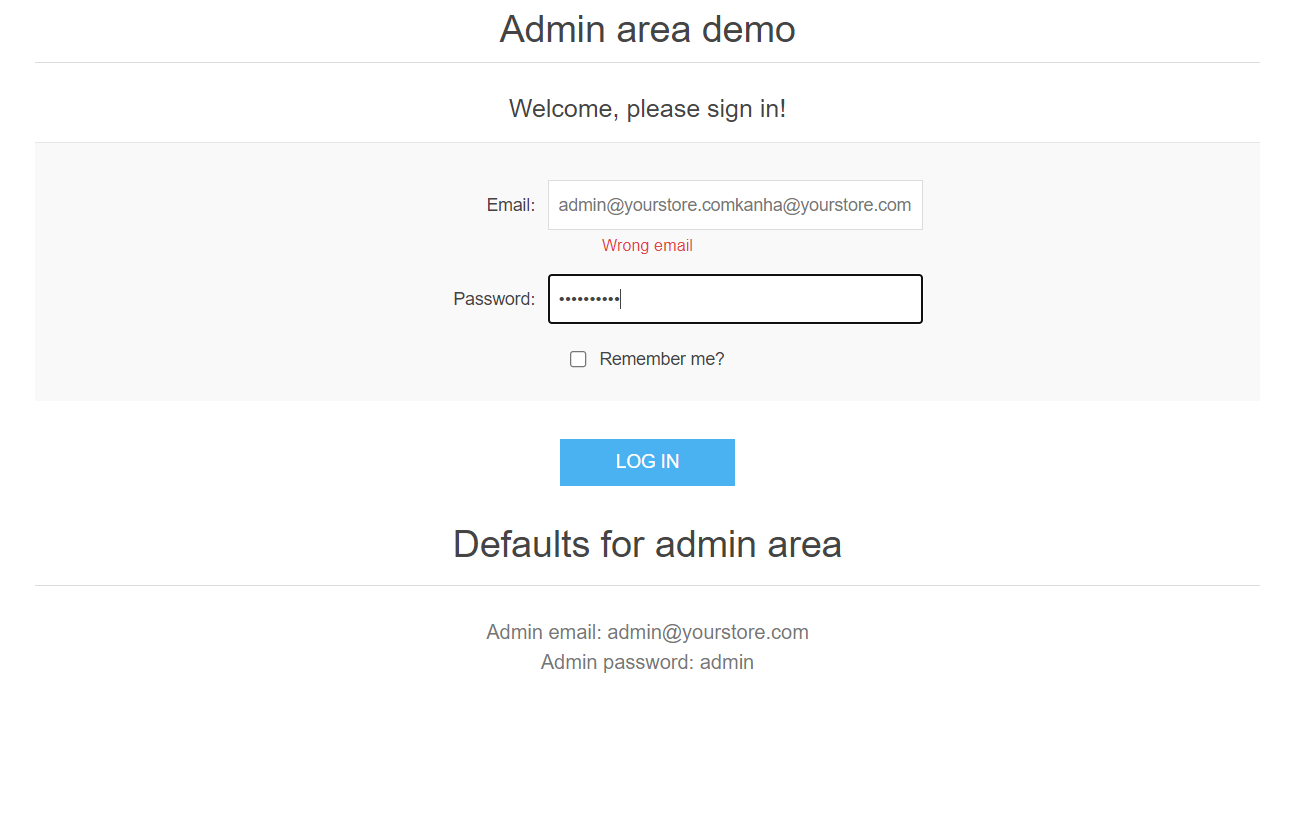 Admin area demo
Welcome, please sign in!
Email: admin@yourstore.comkanha@yourstore.com
Wrong email
Password: ••••••••••
Remember me?
LOG IN
Defaults for admin area
Admin email: admin@yourstore.com
Admin password: admin